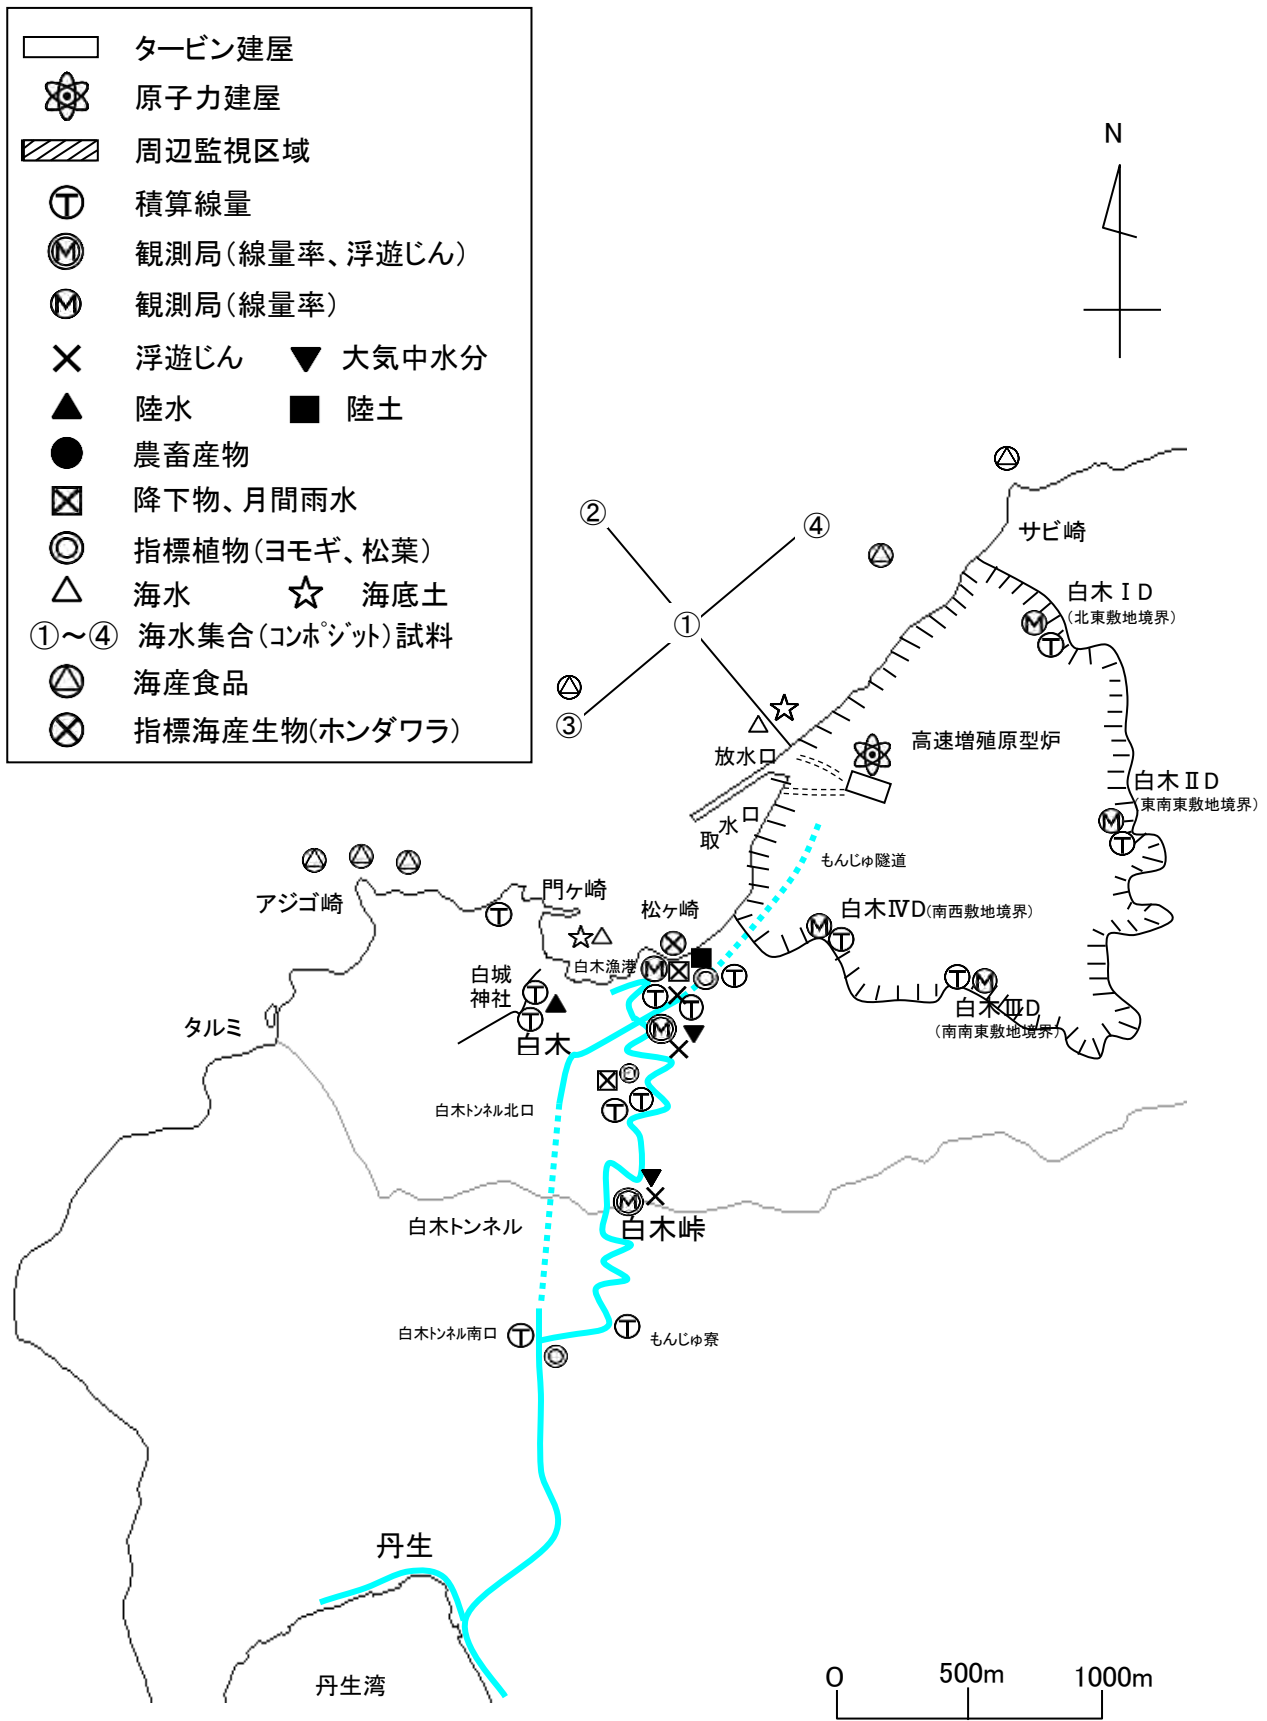 タービン建屋
原子力建屋
周辺監視区域
T 積算線量
M 観測局(線量率、浮遊じん)
M 観測局(線量率)
浮遊じん 大気中水分
陸水 陸土
農畜産物
降下物、月間雨水
指標植物(ヨモギ、松葉)
海水 海底土
①～④ 海水集合(コンポジット)試料
海産食品
指標海産生物(ホンダワラ)
N
② ④
サビ崎
白木ⅠD
(北東敷地境界)
M
T
①
③
高速増殖原型炉
放水口
取水口
白木ⅡD
(東南東敷地境界)
M
T
もんじゅ隧道
アジゴ崎
門ヶ崎
T
松ヶ崎
白木ⅣD(南西敷地境界)
M
T
白木漁港
M
T
T M
白木ⅢD
(南南東敷地境界)
白城
神社
T
T
T
T
M
タルミ
白木
白木トンネル北口
T
T
M
白木トンネル
白木峠
白木トンネル南口
T
T
もんじゅ寮
丹生
丹生湾
0 500m 1000m